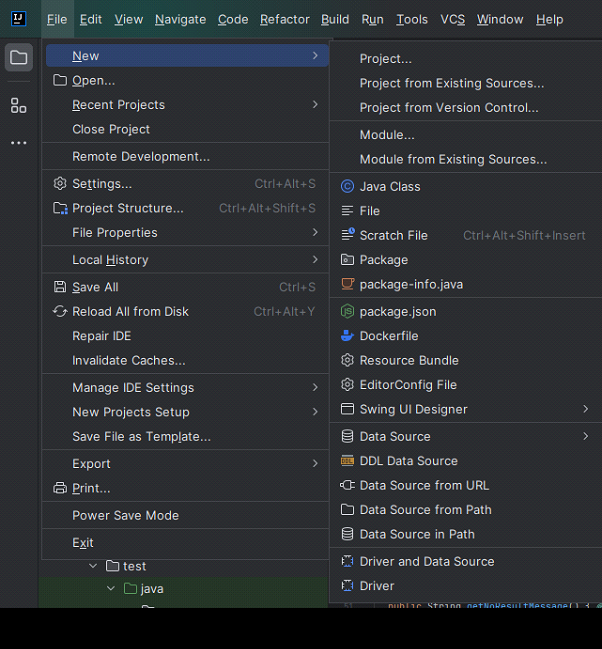 IJ
File Edit View Navigate Code Refactor Build Run Tools VCS Window Help
New
Open...
Recent Projects
Close Project
Remote Development...
Settings... Ctrl+Alt+S
Project Structure... Ctrl+Alt+Shift+S
File Properties
Local History
Save All Ctrl+S
Reload All from Disk Ctrl+Alt+Y
Repair IDE
Invalidate Caches...
Manage IDE Settings
New Projects Setup
Save File as Template...
Export
Print...
Power Save Mode
Exit
Project...
Project from Existing Sources...
Project from Version Control...
Module...
Module from Existing Sources...
Java Class
File
Scratch File Ctrl+Alt+Shift+Insert
Package
package-info.java
package.json
Dockerfile
Resource Bundle
EditorConfig File
Swing UI Designer
Data Source
DDL Data Source
Data Source from URL
Data Source from Path
Data Source in Path
Driver and Data Source
Driver
test
java
public String getNoResultMessage() {